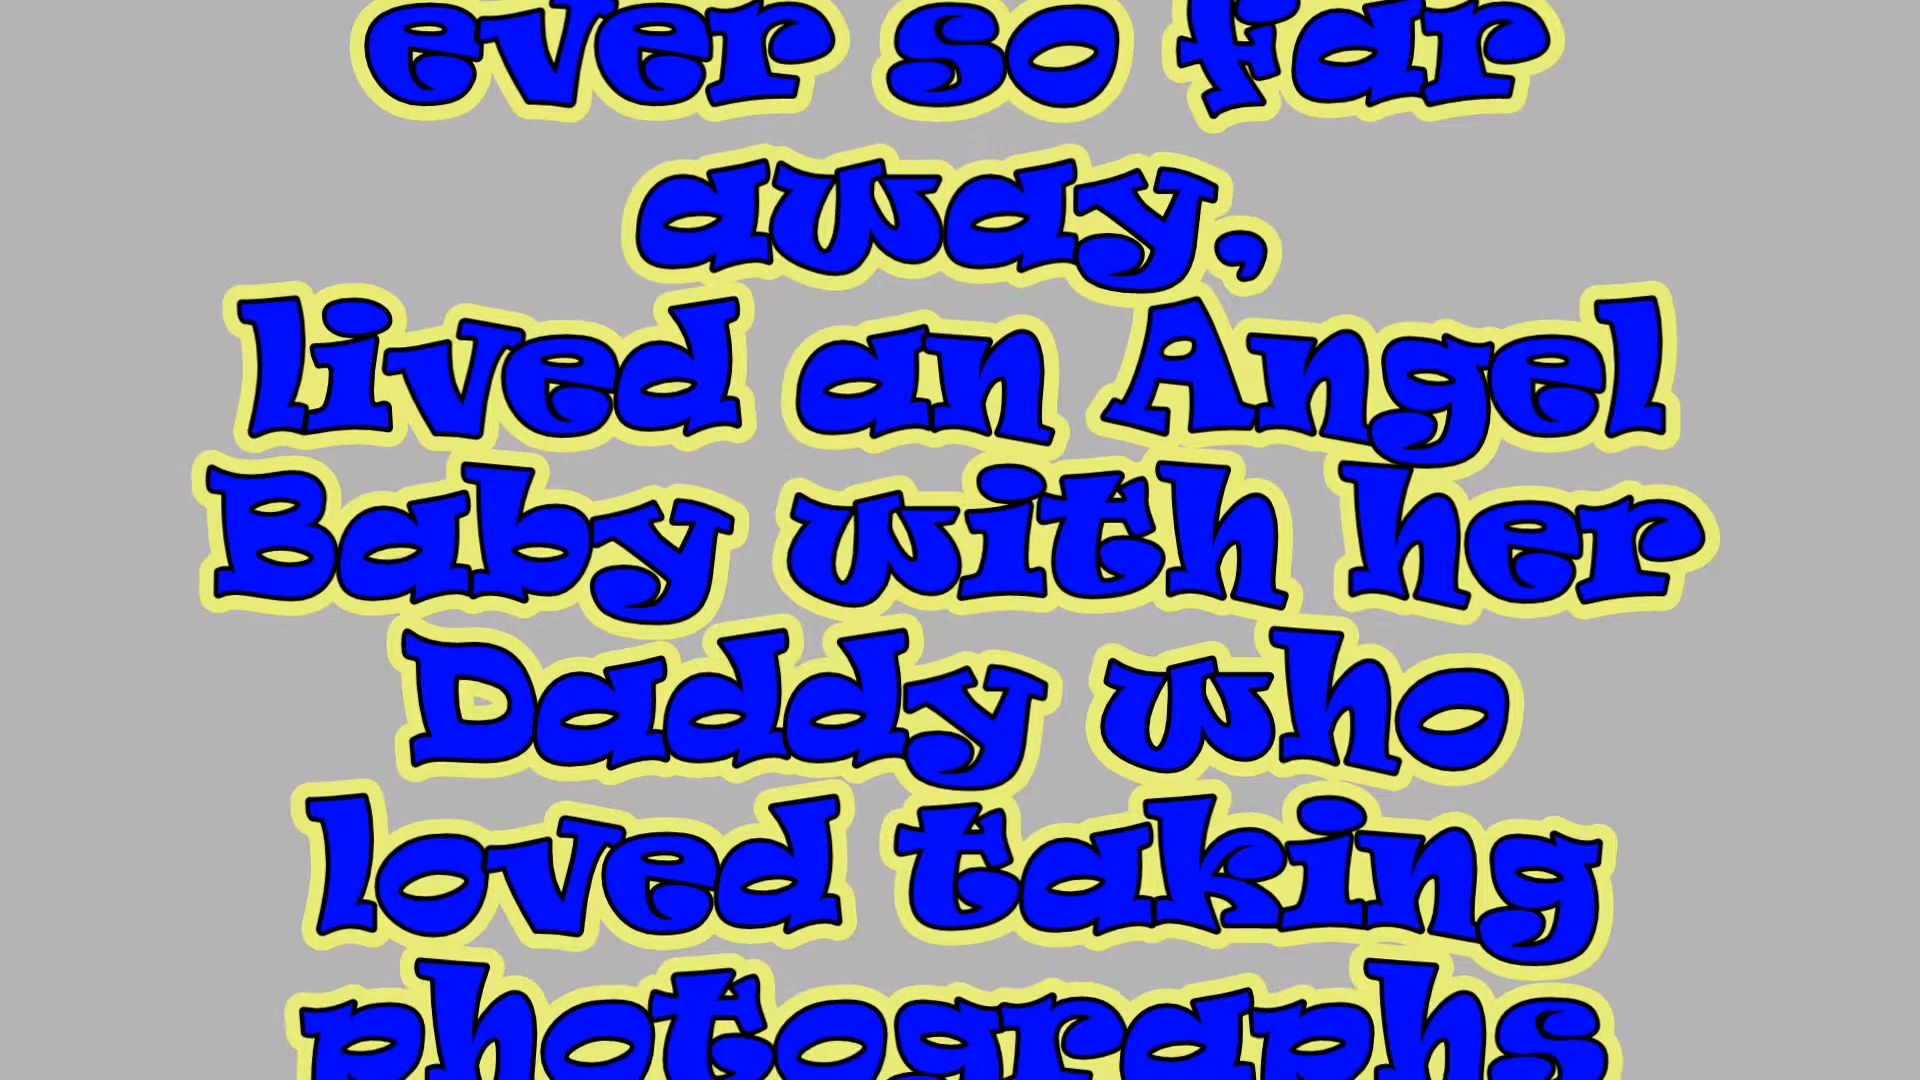 ever so far
away,
lived an Angel
Baby with her
Daddy who
loved taking
photographs